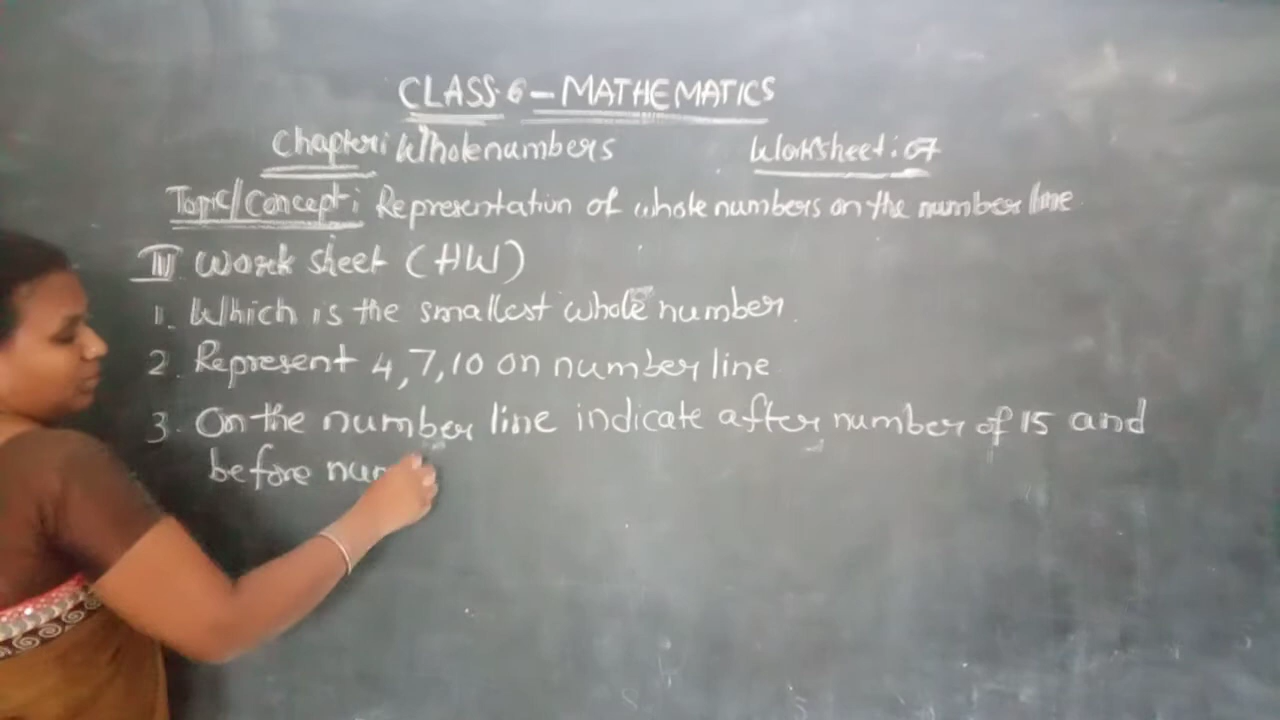 CLASS-6-MATHEMATICS
Chapter: Wholenumbers Worksheet: 07
Topic/Concept: Representation of whole numbers on the number line
IV Work sheet (HW)
1. Which is the smallest whole number.
2. Represent 4,7,10 on number line
3. On the number line indicate after number of 15 and
before num